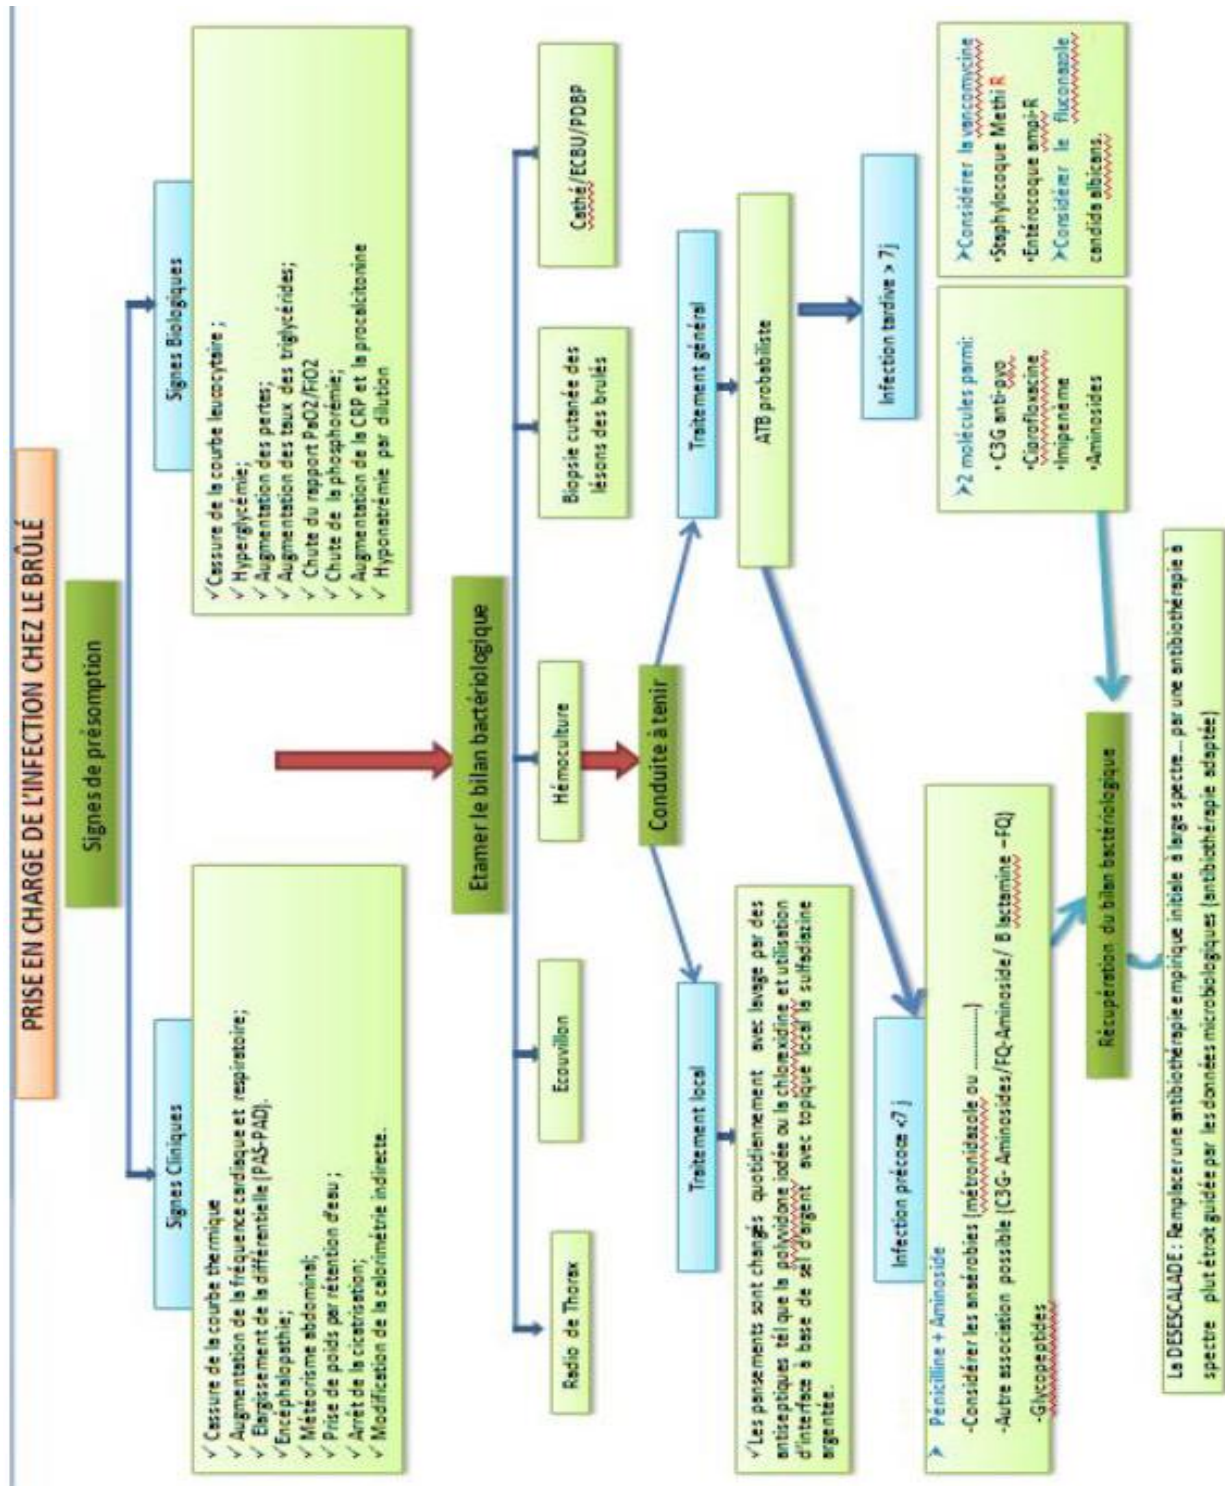 PRISE EN CHARGE DE L'INFECTION CHEZ LE BRÛLÉ
Signes de présomption
Signes Cliniques
✓ Cassure de la courbe thermique
✓ Augmentation de la fréquence cardiaque et respiratoire;
✓ Elargissement de la différentielle (PAS-PAD).
✓ Encéphalopathie;
✓ Météorisme abdominal;
✓ Prise de poids par rétention d'eau ;
✓ Arrêt de la cicatrisation;
✓ Modification de la calorimétrie indirecte.
Signes Biologiques
✓ Cassure de la courbe leucocytaire ;
✓ Hyperglycémie;
✓ Augmentation des pertes;
✓ Augmentation des taux des triglycérides;
✓ Chute du rapport PaO2/FiO2
✓ Chute de la phosphorémie;
✓ Augmentation de la CRP et la procalcitonine
✓ Hyponatrémie par dilution
Etamer le bilan bactériologique
Radio de Thorax
Ecouvillon
Hémoculture
Biopsie cutanée des
lésons des brulés
Cathé/ECBU/PDBP
Conduite à tenir
Traitement local
✓ Les pansements sont changés quotidiennement avec lavage par des
antiseptiques tél que la polyvidone iodée ou la chlorexidine et utilisation
d'interface à base de sel d'argent avec topique local la sulfadiazine
argentée.
Traitement général
ATB probabiliste
Infection précoce <7 j
➢ Pénicilline + Aminoside
-Considérer les anaérobies (métronidazole ou ................)
-Autre association possible (C3G- Aminosides/FQ-Aminoside/ B lactamine –FQ)
-Glycopeptides
Infection tardive > 7j
➢2 molécules parmi:
• C3G anti-pyo
•Ciprofloxacine
•Imipenème
•Aminosides
➢Considérer la vancomycine
•Staphylocoque Methi R
•Entérocoque ampi-R
➢Considérer le fluconazole
candida albicans.
Récupération du bilan bactériologique
La DESESCALADE : Remplacer une antibiothérapie empirique initiale à large spectre... par une antibiothérapie à
spectre plut étroit guidée par les données microbiologiques (antibiothérapie adaptée)